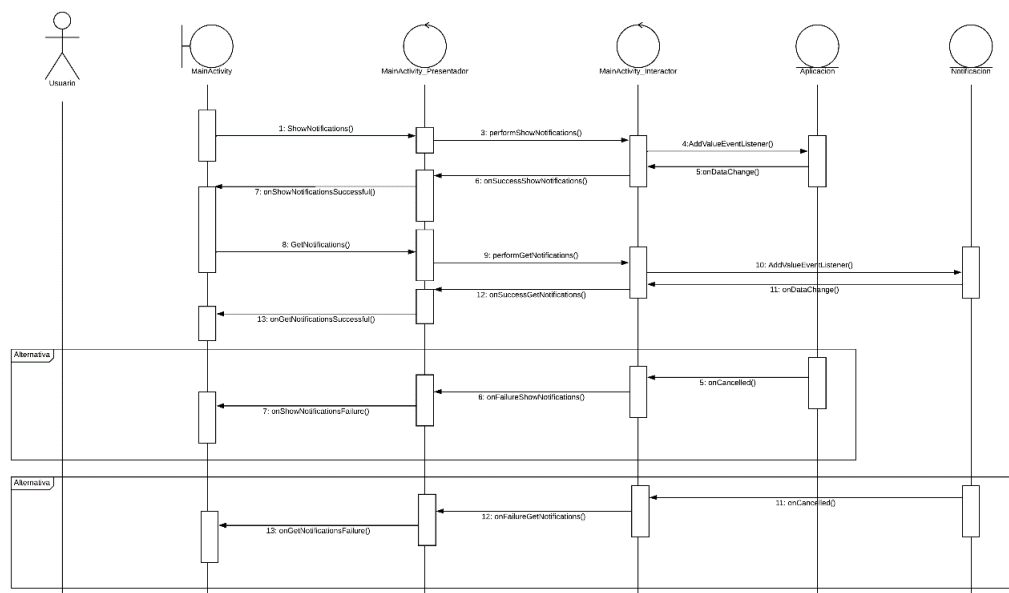 Usuario
MainActivity
MainActivity_Presentador
MainActivity_Interactor
Aplicacion
Notificacion
1: ShowNotifications()
3: performShowNotifications()
4:AddValueEventListener()
5:onDataChange()
6: onSuccessShowNotifications()
7: onShowNotificationsSuccessful()
8: GetNotifications()
9: performGetNotifications()
10: AddValueEventListener()
11: onDataChange()
12: onSuccessGetNotifications()
13: onGetNotificationsSuccessful()
Alternativa
5: onCancelled()
6: onFailureShowNotifications()
7: onShowNotificationsFailure()
Alternativa
11: onCancelled()
12: onFailureGetNotifications()
13: onGetNotificationsFailure()